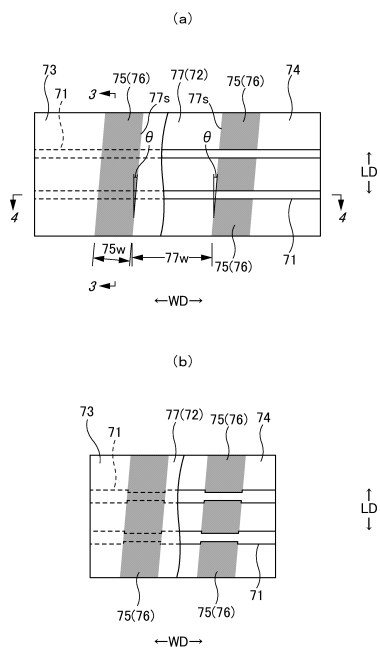 (a)
73 3 75(76) 77(72) 75(76) 74
71 77s 77s
θ θ
↑
LD
↓
4 4
75w 77w 75(76) 71
3
←WD→
(b)
73 77(72) 75(76) 74
71
↑
LD
↓
75(76) 75(76) 71
←WD→